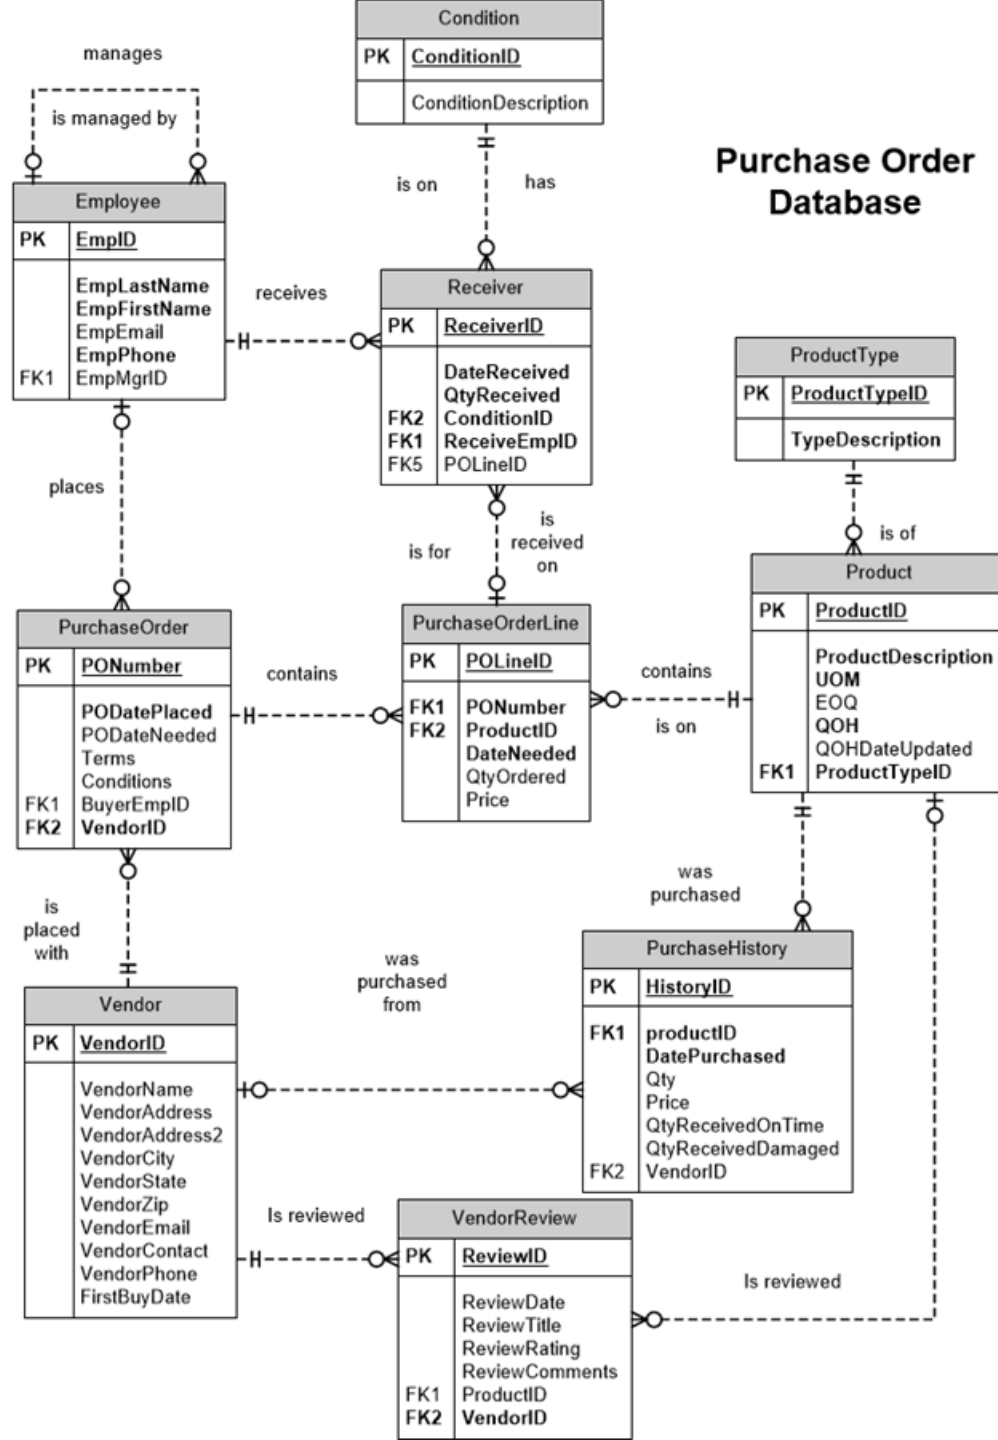 Purchase Order
Database
manages
is managed by
Condition
PK ConditionID
ConditionDescription
is on
has
Employee
PK EmpID
EmpLastName
EmpFirstName
EmpEmail
EmpPhone
FK1 EmpMgrID
receives
Receiver
PK ReceiverID
DateReceived
QtyReceived
FK2 ConditionID
FK1 ReceiveEmpID
FK5 POLineID
ProductType
PK ProductTypeID
TypeDescription
places
is for
is
received
on
is of
PurchaseOrder
PK PONumber
PODatePlaced
PODateNeeded
Terms
Conditions
FK1 BuyerEmpID
FK2 VendorID
contains
PurchaseOrderLine
PK POLineID
FK1 PONumber
FK2 ProductID
DateNeeded
QtyOrdered
Price
contains
is on
Product
PK ProductID
ProductDescription
UOM
EOQ
QOH
QOHDateUpdated
FK1 ProductTypeID
is
placed
with
was
purchased
Vendor
PK VendorID
VendorName
VendorAddress
VendorAddress2
VendorCity
VendorState
VendorZip
VendorEmail
VendorContact
VendorPhone
FirstBuyDate
was
purchased
from
PurchaseHistory
PK HistoryID
FK1 productID
DatePurchased
Qty
Price
QtyReceivedOnTime
QtyReceivedDamaged
FK2 VendorID
Is reviewed
VendorReview
PK ReviewID
ReviewDate
ReviewTitle
ReviewRating
ReviewComments
FK1 ProductID
FK2 VendorID
Is reviewed